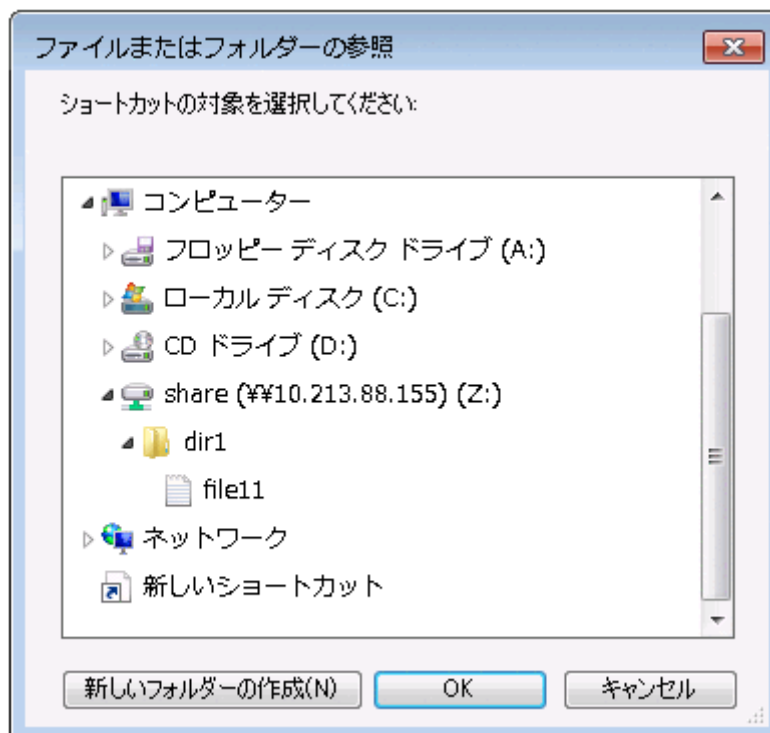 ファイルまたはフォルダーの参照
ショートカットの対象を選択してください:
コンピューター
フロッピー ディスク ドライブ (A:)
ローカル ディスク (C:)
CD ドライブ (D:)
share (¥¥10.213.88.155) (Z:)
dir1
file11
ネットワーク
新しいショートカット
新しいフォルダーの作成(N) OK キャンセル